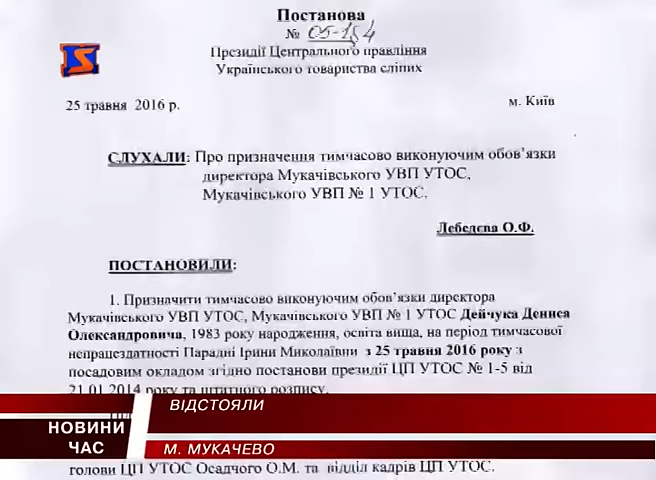 Постанова
№ 05-184
Президії Центрального правління
Українського товариства сліпих
25 травня 2016 р.
м. Київ
СЛУХАЛИ: Про призначення тимчасово виконуючим обов'язки
директора Мукачівського УВП УТОС,
Мукачівського УВП № 1 УТОС.
Лебедєва О.Ф.
ПОСТАНОВИЛИ:
1. Призначити тимчасово виконуючим обов'язки директора
Мукачівського УВП УТОС, Мукачівського УВП № 1 УТОС Дейчука Дениса
Олександровича, 1983 року народження, освіта вища, на період тимчасової
непрацездатності Парадні Ірини Миколаївни з 25 травня 2016 року з
посадовим окладом згідно постанови президії ЦП УТОС № 1-5 від
21.01.2014 року та штатного розпису.
ВІДСТОЯЛИ
НОВИНИ
ЧАС
М. МУКАЧЕВО
голови ЦП УТОС Осадчого О.М. та відділ кадрів ЦП УТОС.